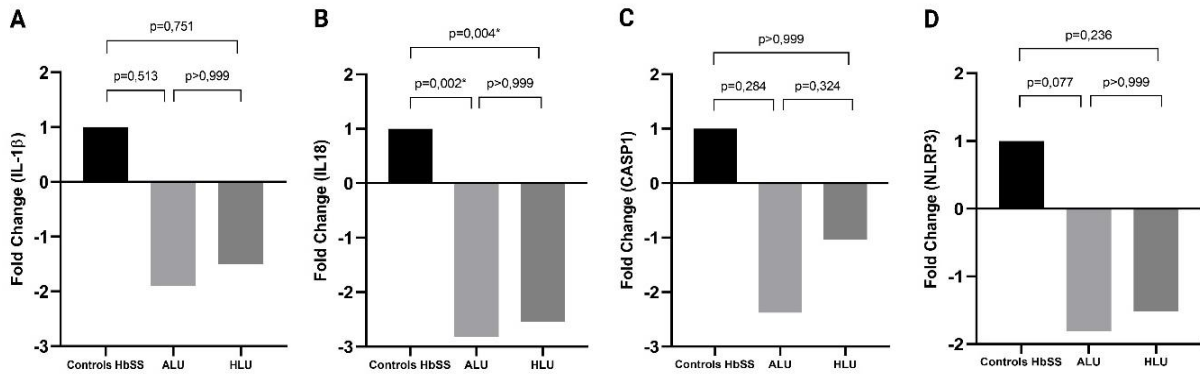 A
p=0,751
p=0,513
p>0,999
Fold Change (IL-1β)
2
1
0
-1
-2
-3
Controls HbSS
ALU
HLU
B
p=0,004*
p=0,002*
p>0,999
Fold Change (IL18)
2
1
0
-1
-2
-3
Controls HbSS
ALU
HLU
C
p>0,999
p=0,284
p=0,324
Fold Change (CASP1)
2
1
0
-1
-2
-3
Controls HbSS
ALU
HLU
D
p=0,236
p=0,077
p>0,999
Fold Change (NLRP3)
2
1
0
-1
-2
Controls HbSS
ALU
HLU